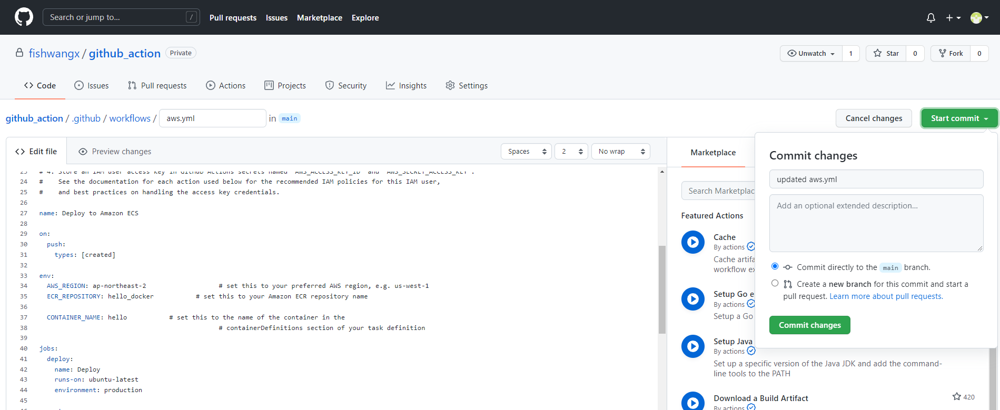 Search or jump to... /
Pull requests Issues Marketplace Explore
fishwangx / github_action Private
Unwatch 1 Star 0 Fork 0
Code Issues Pull requests Actions Projects Security Insights Settings
github_action / .github / workflows / aws.yml in main
Cancel changes Start commit
Edit file Preview changes Spaces 2 No wrap
23 # 4. Store an IAM user access key in GitHub Actions secrets named `AWS_ACCESS_KEY_ID` and `AWS_SECRET_ACCESS_KEY`.
24 #    See the documentation for each action used below for the recommended IAM policies for this IAM user,
25 #    and best practices on handling the access key credentials.
26
27 name: Deploy to Amazon ECS
28
29 on:
30   push:
31     types: [created]
32
33 env:
34   AWS_REGION: ap-northeast-2                   # set this to your preferred AWS region, e.g. us-west-1
35   ECR_REPOSITORY: hello_docker           # set this to your Amazon ECR repository name
36
37   CONTAINER_NAME: hello           # set this to the name of the container in the
38                                                # containerDefinitions section of your task definition
39
40 jobs:
41   deploy:
42     name: Deploy
43     runs-on: ubuntu-latest
44     environment: production
45
Marketplace
Search Marketplac
Featured Actions
Cache
By actions
Cache artifa
workflow ex
Setup Go e
By actions
Setup a Go
Setup Java
By actions
Set up a specific version of the Java JDK and add the command-
line tools to the PATH
Download a Build Artifact 420
By actions
Commit changes
updated aws.yml
Add an optional extended description...
Commit directly to the main branch.
Create a new branch for this commit and start a
pull request. Learn more about pull requests.
Commit changes